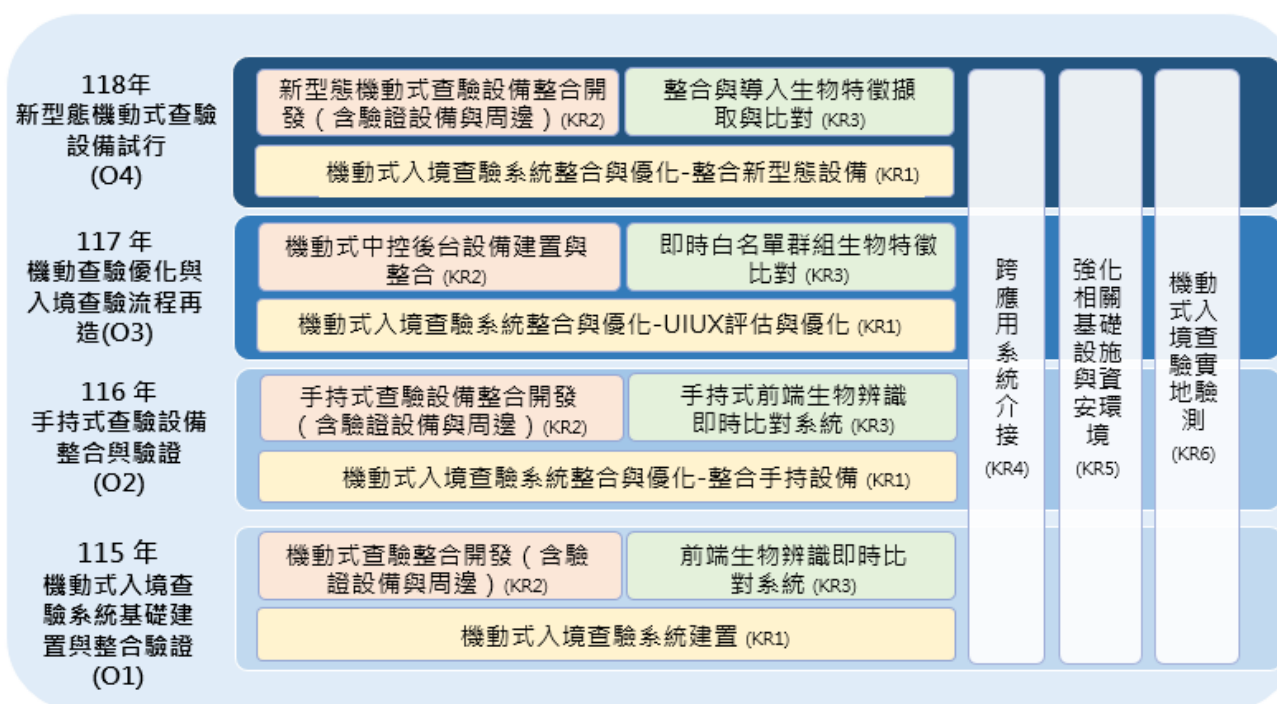 118年
新型態機動式查驗
設備試行
(O4)
新型態機動式查驗設備整合開
發（含驗證設備與周邊）(KR2)
整合與導入生物特徵擷
取與比對 (KR3)
機動式入境查驗系統整合與優化-整合新型態設備 (KR1)
117 年
機動查驗優化與
入境查驗流程再
造(O3)
機動式中控後台設備建置與
整合 (KR2)
即時白名單群組生物特徵
比對 (KR3)
機動式入境查驗系統整合與優化-UIUX評估與優化 (KR1)
116 年
手持式查驗設備
整合與驗證
(O2)
手持式查驗設備整合開發
（含驗證設備與周邊）(KR2)
手持式前端生物辨識
即時比對系統 (KR3)
機動式入境查驗系統整合與優化-整合手持設備 (KR1)
115 年
機動式入境查
驗系統基礎建
置與整合驗證
(O1)
機動式查驗整合開發（含驗
證設備與周邊）(KR2)
前端生物辨識即時比
對系統 (KR3)
機動式入境查驗系統建置 (KR1)
跨
應
用
系
統
介
接
(KR4)
強化
相關
基礎
設施
與資
安環
境
(KR5)
機動
式入
境查
驗實
地驗
測
(KR6)